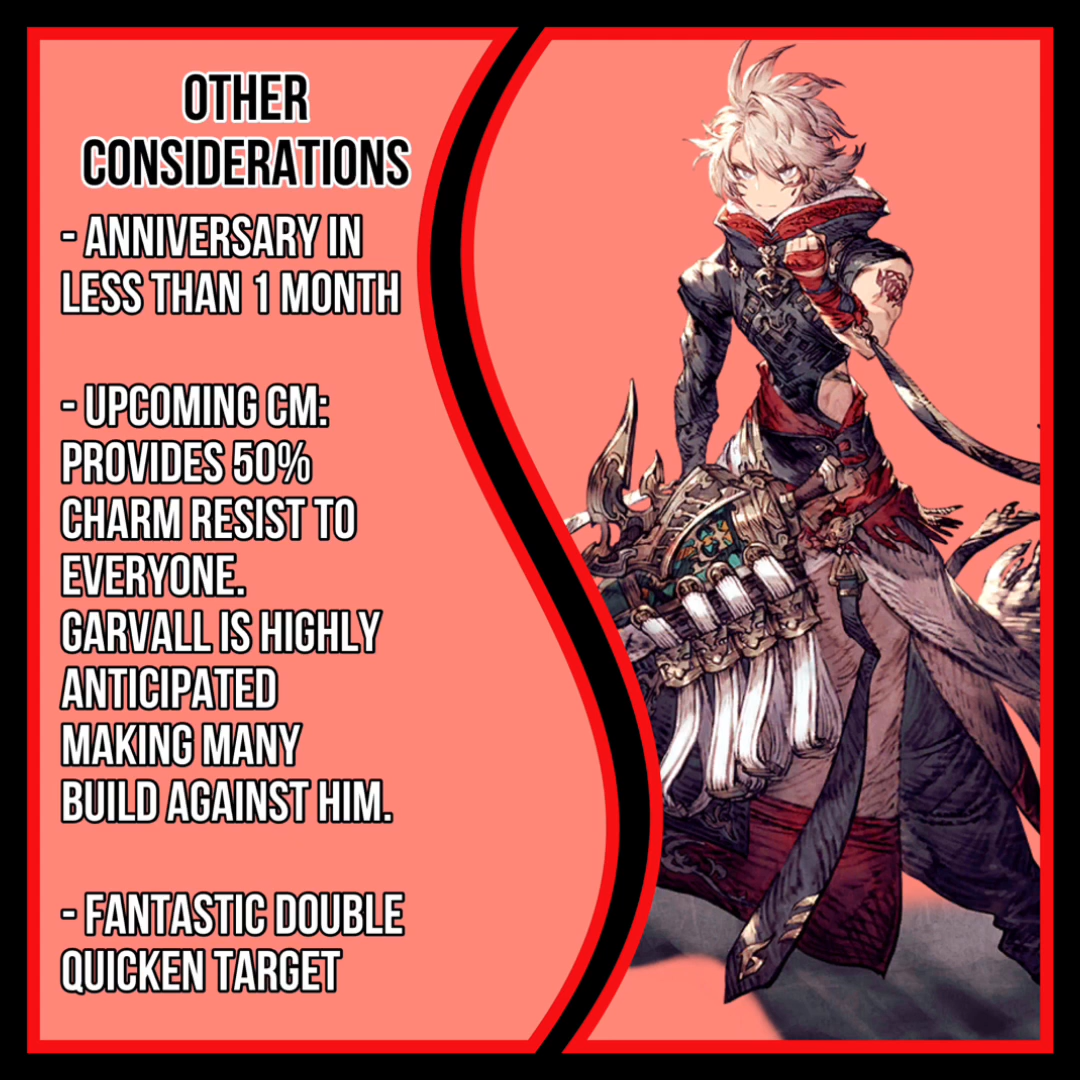 OTHER
CONSIDERATIONS
- ANNIVERSARY IN
LESS THAN 1 MONTH
- UPCOMING CM:
PROVIDES 50%
CHARM RESIST TO
EVERYONE.
GARVALL IS HIGHLY
ANTICIPATED
MAKING MANY
BUILD AGAINST HIM.
- FANTASTIC DOUBLE
QUICKEN TARGET